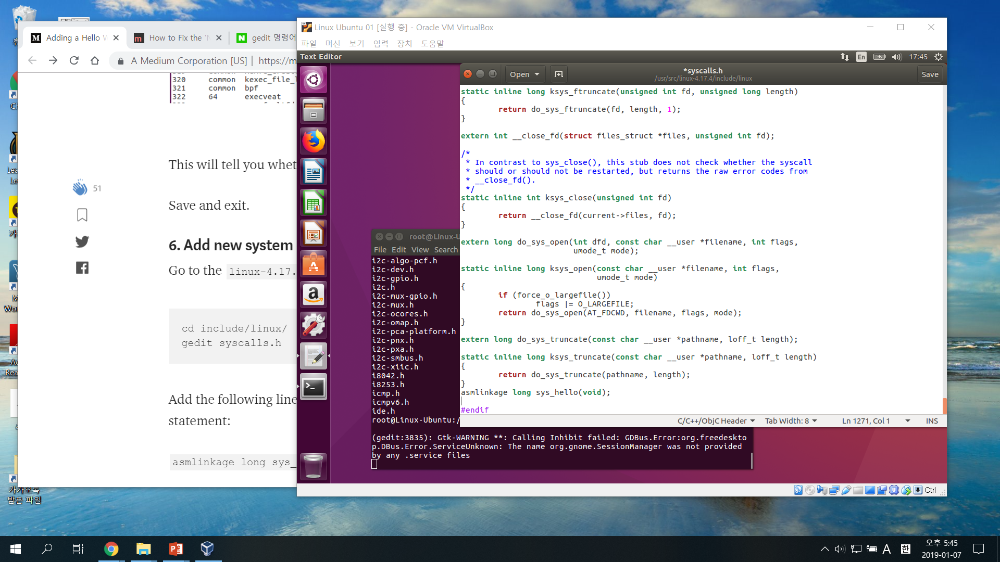 Adding a Hello W
How to Fix the 'N
gedit 명령어
A Medium Corporation [US] | https://m
320 common kexec_file_l
321 common bpf
322 64 execveat
This will tell you whet
51
Save and exit.
6. Add new system
Go to the linux-4.17.
cd include/linux/
gedit syscalls.h
Add the following line
statement:
asmlinkage long sys_
Linux Ubuntu 01 [실행 중] - Oracle VM VirtualBox
파일 머신 보기 입력 장치 도움말
Text Editor
En
17:45
Open
*syscalls.h
/usr/src/linux-4.17.4/include/linux
Save
static inline long ksys_ftruncate(unsigned int fd, unsigned long length)
{
return do_sys_ftruncate(fd, length, 1);
}
extern int __close_fd(struct files_struct *files, unsigned int fd);
/*
* In contrast to sys_close(), this stub does not check whether the syscall
* should or should not be restarted, but returns the raw error codes from
* __close_fd().
*/
static inline int ksys_close(unsigned int fd)
{
return __close_fd(current->files, fd);
}
extern long do_sys_open(int dfd, const char __user *filename, int flags,
umode_t mode);
static inline long ksys_open(const char __user *filename, int flags,
umode_t mode)
{
if (force_o_largefile())
flags |= O_LARGEFILE;
return do_sys_open(AT_FDCWD, filename, flags, mode);
}
extern long do_sys_truncate(const char __user *pathname, loff_t length);
static inline long ksys_truncate(const char __user *pathname, loff_t length)
{
return do_sys_truncate(pathname, length);
}
asmlinkage long sys_hello(void);
#endif
C/C++/ObjC Header Tab Width: 8 Ln 1271, Col 1 INS
root@Linux-U
File Edit View Search
i2c-algo-pcf.h
i2c-dev.h
i2c-gpio.h
i2c.h
i2c-mux-gpio.h
i2c-mux.h
i2c-ocores.h
i2c-omap.h
i2c-pca-platform.h
i2c-pnx.h
i2c-pxa.h
i2c-smbus.h
i2c-xiic.h
i8042.h
i8253.h
icmp.h
icmpv6.h
ide.h
root@Linux-Ubuntu:/
(gedit:3835): Gtk-WARNING **: Calling Inhibit failed: GDBus.Error:org.freedeskto
p.DBus.Error.ServiceUnknown: The name org.gnome.SessionManager was not provided
by any .service files
Ctrl
카카오톡
받은 파일
A
한
오후 5:45
2019-01-07